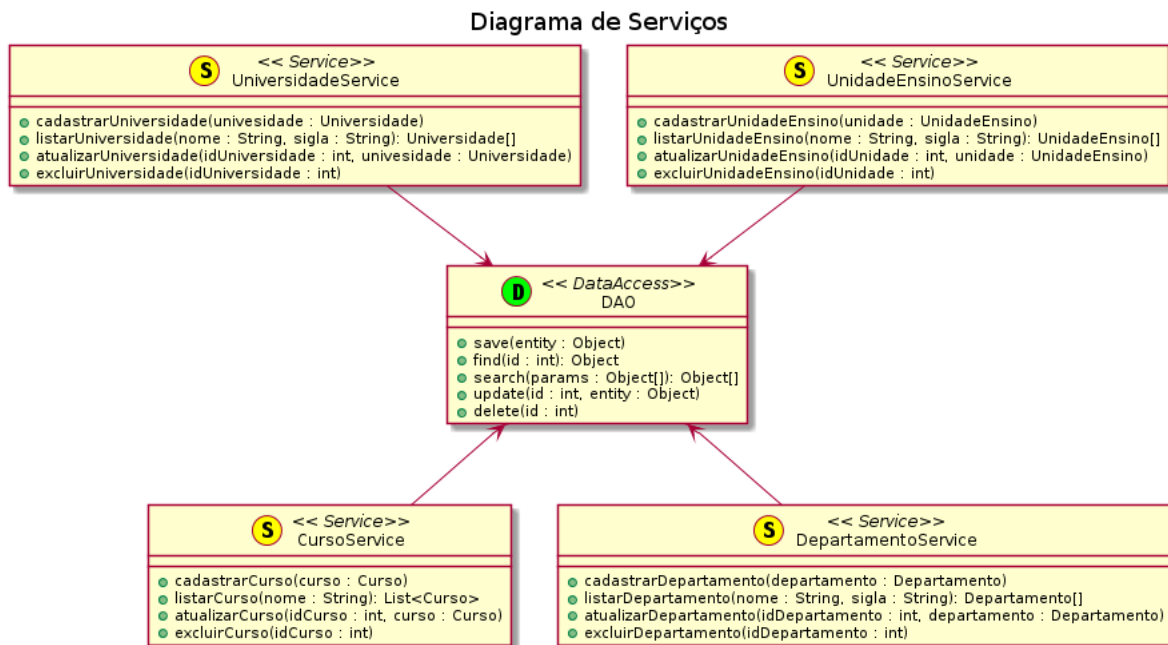 Diagrama de Serviços
S
<< Service>>
UniversidadeService
cadastrarUniversidade(univesidade : Universidade)
listarUniversidade(nome : String, sigla : String): Universidade[]
atualizarUniversidade(idUniversidade : int, univesidade : Universidade)
excluirUniversidade(idUniversidade : int)
S
<< Service>>
UnidadeEnsinoService
cadastrarUnidadeEnsino(unidade : UnidadeEnsino)
listarUnidadeEnsino(nome : String, sigla : String): UnidadeEnsino[]
atualizarUnidadeEnsino(idUnidade : int, unidade : UnidadeEnsino)
excluirUnidadeEnsino(idUnidade : int)
D
<< DataAccess>>
DAO
save(entity : Object)
find(id : int): Object
search(params : Object[]): Object[]
update(id : int, entity : Object)
delete(id : int)
S
<< Service>>
CursoService
cadastrarCurso(curso : Curso)
listarCurso(nome : String): List<Curso>
atualizarCurso(idCurso : int, curso : Curso)
excluirCurso(idCurso : int)
S
<< Service>>
DepartamentoService
cadastrarDepartamento(departamento : Departamento)
listarDepartamento(nome : String, sigla : String): Departamento[]
atualizarDepartamento(idDepartamento : int, departamento : Departamento)
excluirDepartamento(idDepartamento : int)